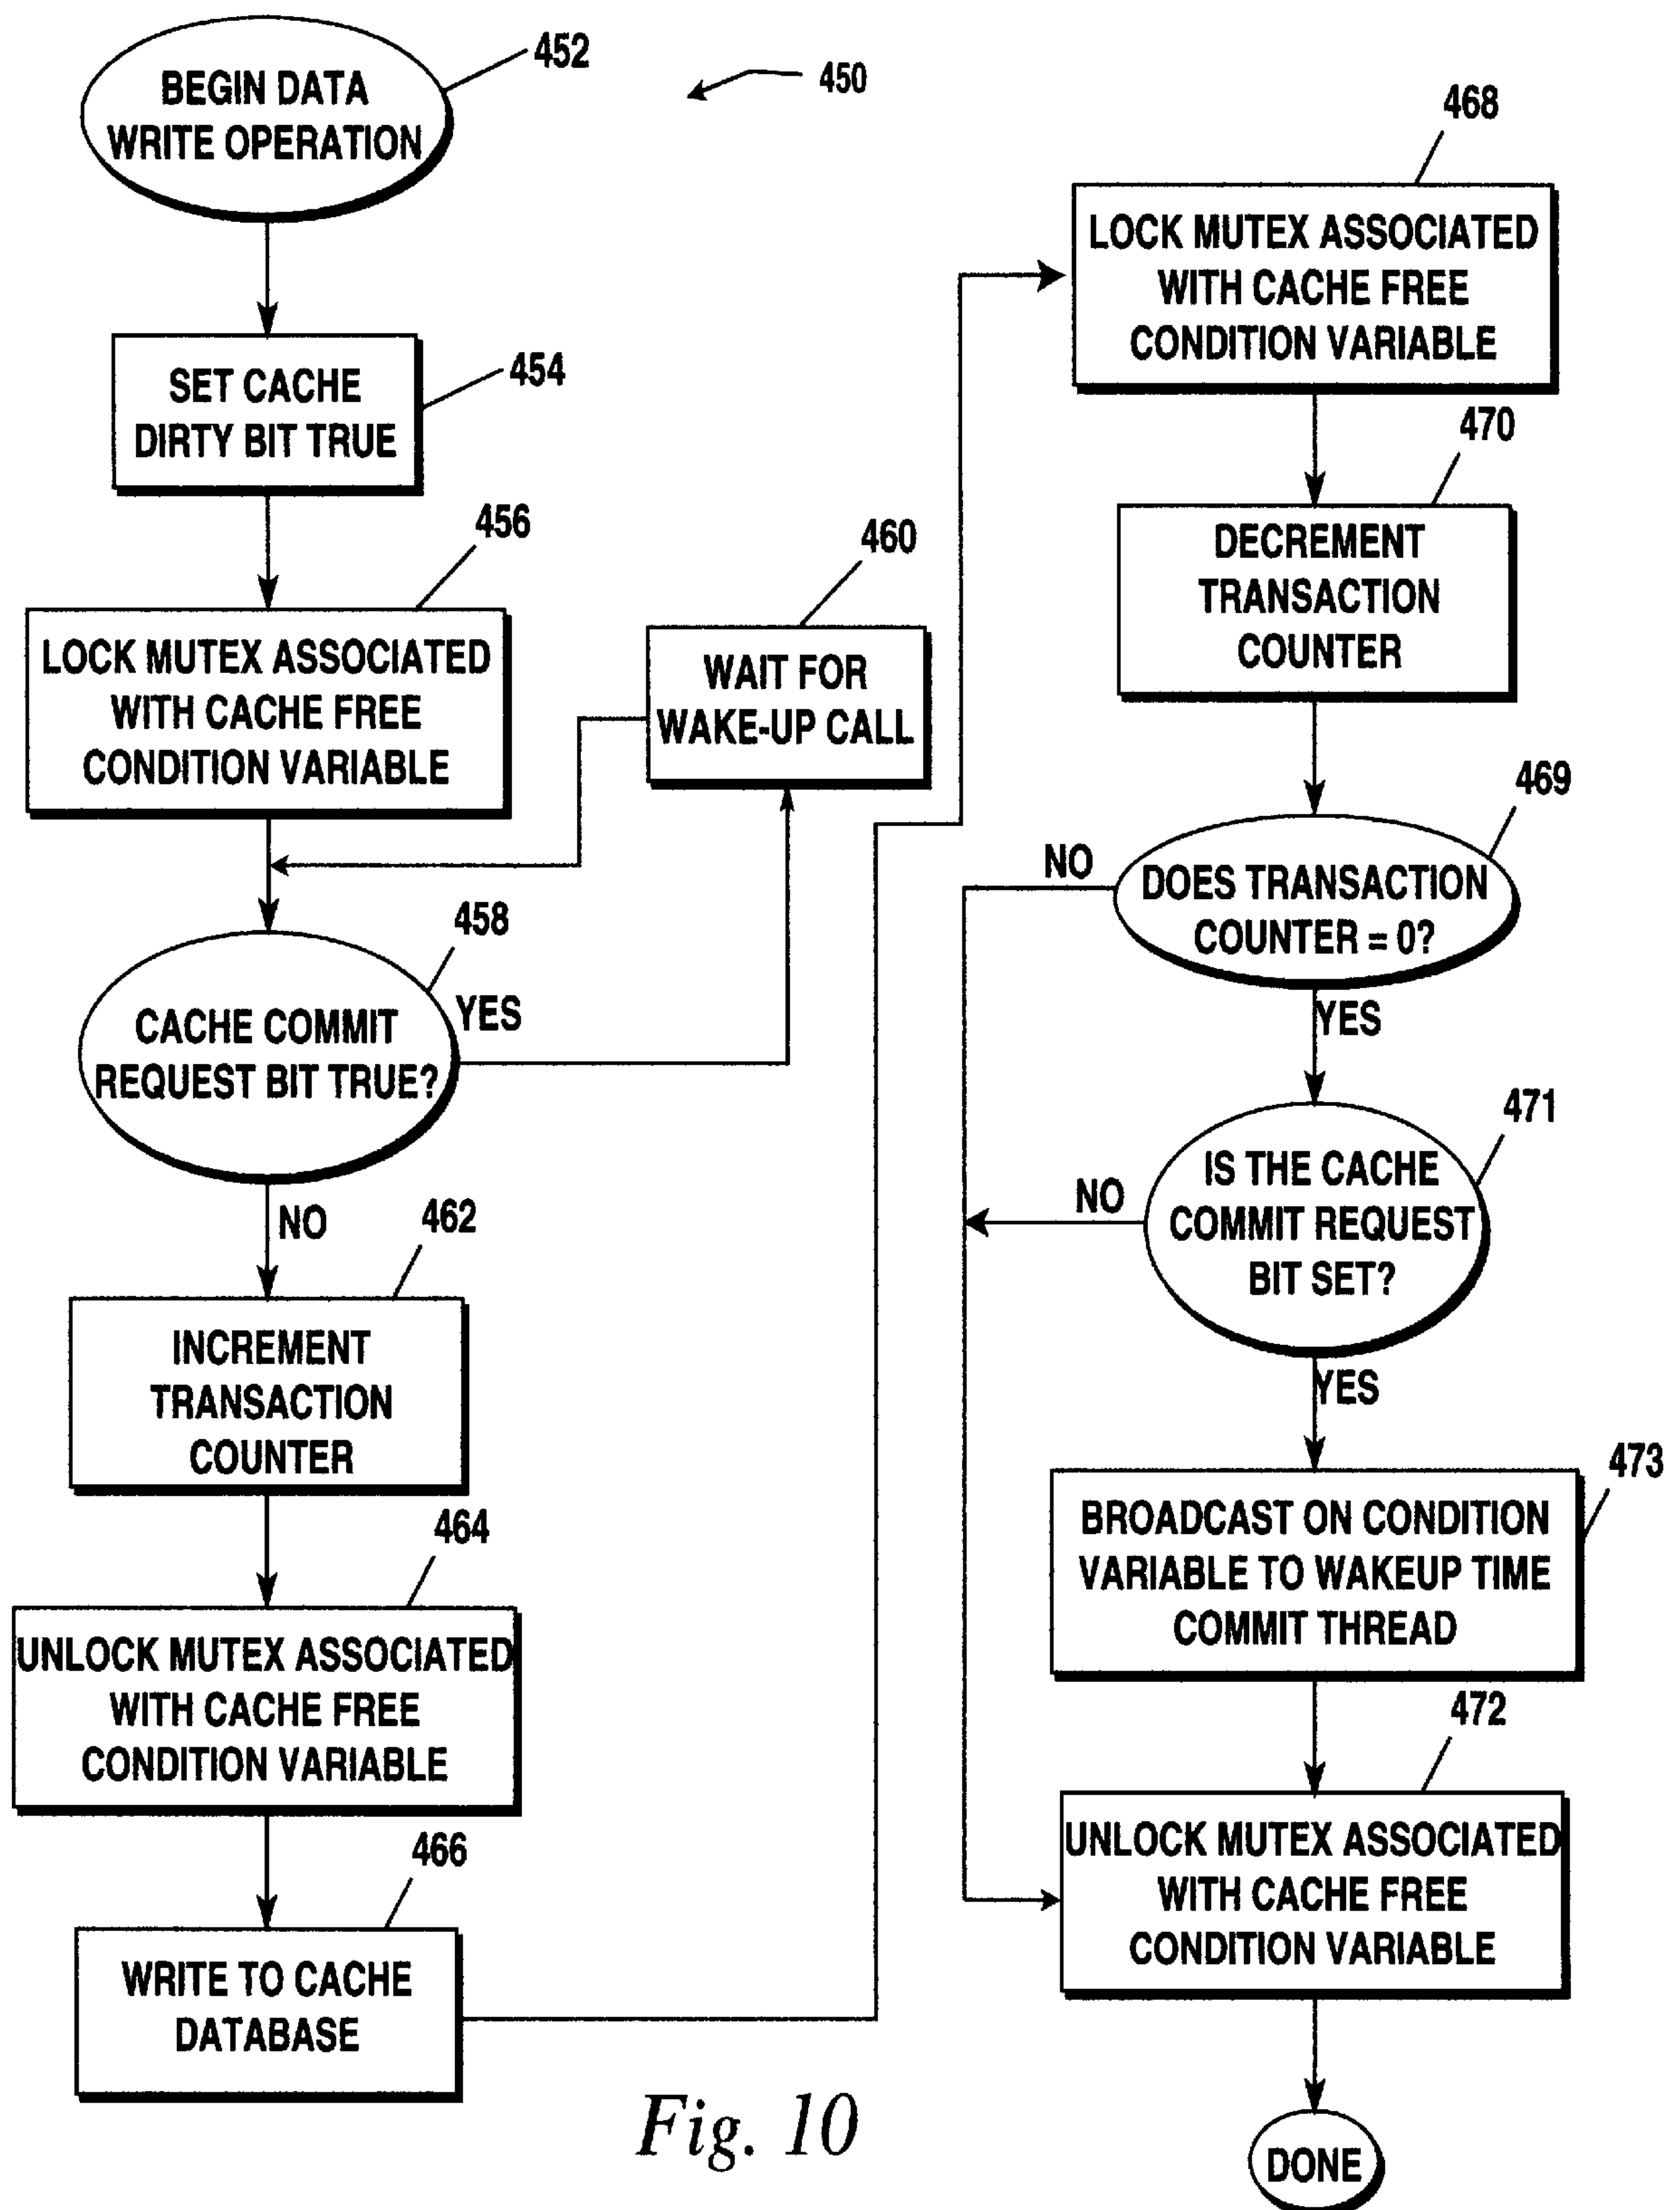 452
BEGIN DATA
WRITE OPERATION
450
454
SET CACHE
DIRTY BIT TRUE
456
LOCK MUTEX ASSOCIATED
WITH CACHE FREE
CONDITION VARIABLE
460
WAIT FOR
WAKE-UP CALL
458
CACHE COMMIT
REQUEST BIT TRUE?
YES
NO
462
INCREMENT
TRANSACTION
COUNTER
464
UNLOCK MUTEX ASSOCIATED
WITH CACHE FREE
CONDITION VARIABLE
466
WRITE TO CACHE
DATABASE
468
LOCK MUTEX ASSOCIATED
WITH CACHE FREE
CONDITION VARIABLE
470
DECREMENT
TRANSACTION
COUNTER
469
NO
DOES TRANSACTION
COUNTER = 0?
YES
471
NO
IS THE CACHE
COMMIT REQUEST
BIT SET?
YES
473
BROADCAST ON CONDITION
VARIABLE TO WAKEUP TIME
COMMIT THREAD
472
UNLOCK MUTEX ASSOCIATED
WITH CACHE FREE
CONDITION VARIABLE
DONE
Fig. 10